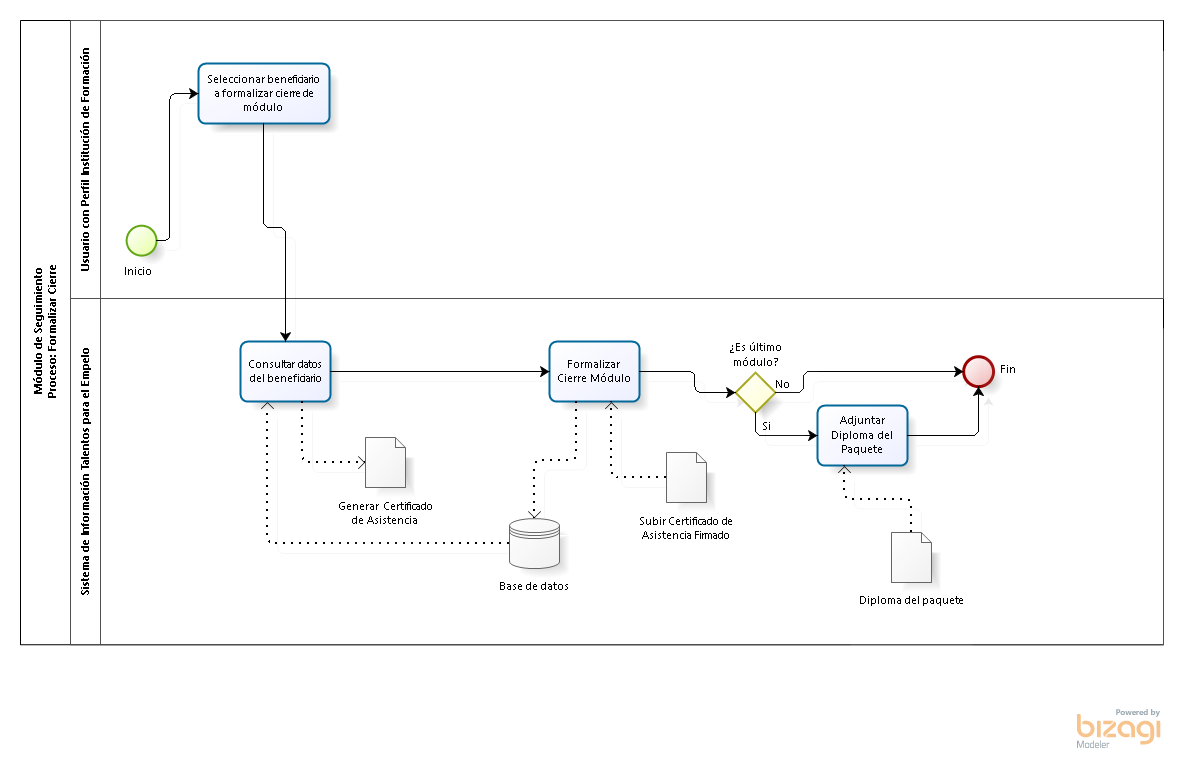 Módulo de Seguimiento
Proceso: Formalizar Cierre
Usuario con Perfil Institución de Formación
Seleccionar beneficiario
a formalizar cierre de
módulo
Inicio
Sistema de Información Talentos para el Empelo
Consultar datos
del beneficiario
Formalizar
Cierre Módulo
¿Es último
módulo?
No
Si
Fin
Adjuntar
Diploma del
Paquete
Generar Certificado
de Asistencia
Subir Certificado de
Asistencia Firmado
Base de datos
Diploma del paquete
Powered by
bizagi
Modeler